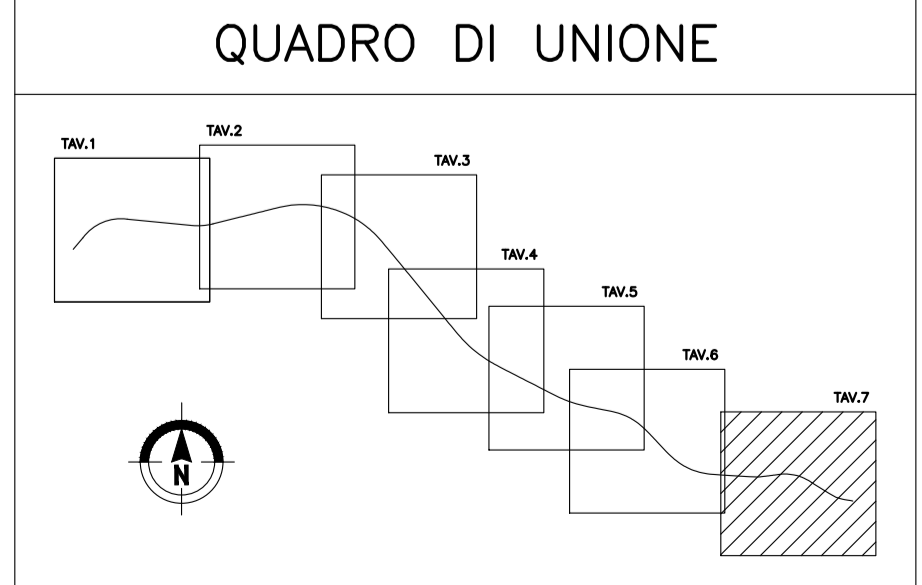 QUADRO DI UNIONE
TAV.1
TAV.2
TAV.3
TAV.4
TAV.5
TAV.6
TAV.7
N